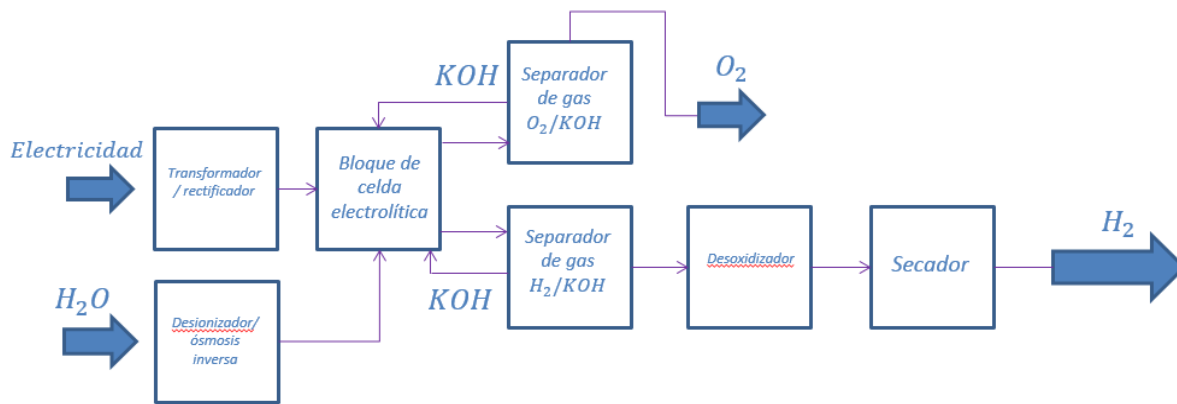 KOH
Separador
de gas
O₂/KOH
O₂
Electricidad
Transformador
/ rectificador
Bloque de
celda
electrolítica
Separador
de gas
H₂/KOH
Desoxidizador
Secador
H₂
KOH
H₂O
Desionizador/
ósmosis
inversa